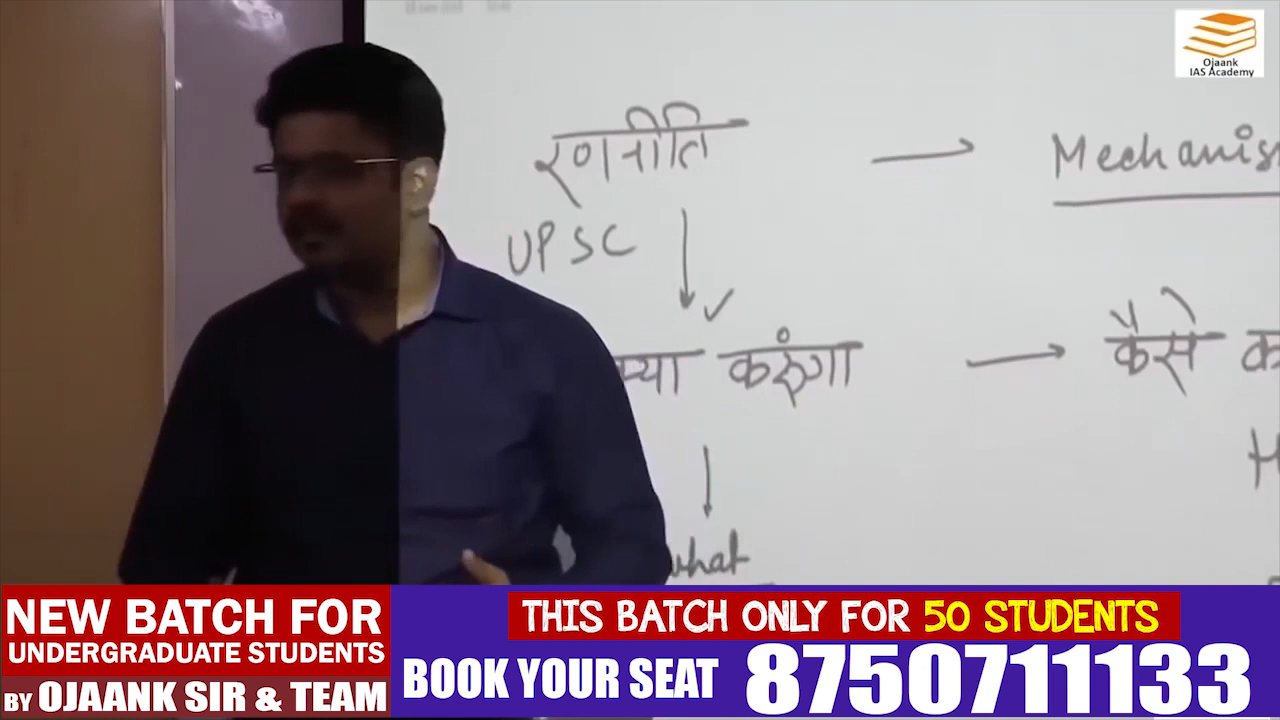 Ojaank
IAS Academy
रणनीति → Mechanis
UPSC
✓
क्या करुंगा → कैसे क
H
what
NEW BATCH FOR
UNDERGRADUATE STUDENTS
BY OJAANK SIR & TEAM
THIS BATCH ONLY FOR 50 STUDENTS
BOOK YOUR SEAT 8750711133